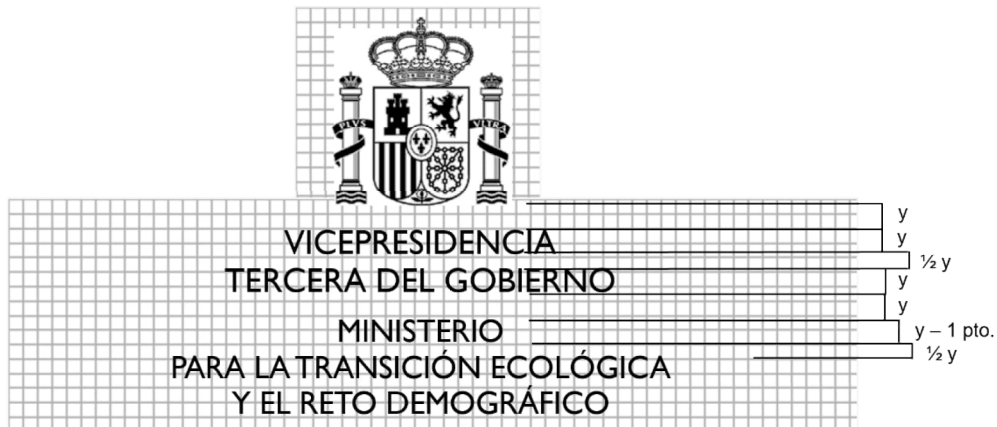 PLVS VLTRA
y
VICEPRESIDENCIA y
½ y
TERCERA DEL GOBIERNO y
y
MINISTERIO y – 1 pto.
½ y
PARA LA TRANSICIÓN ECOLÓGICA
Y EL RETO DEMOGRÁFICO